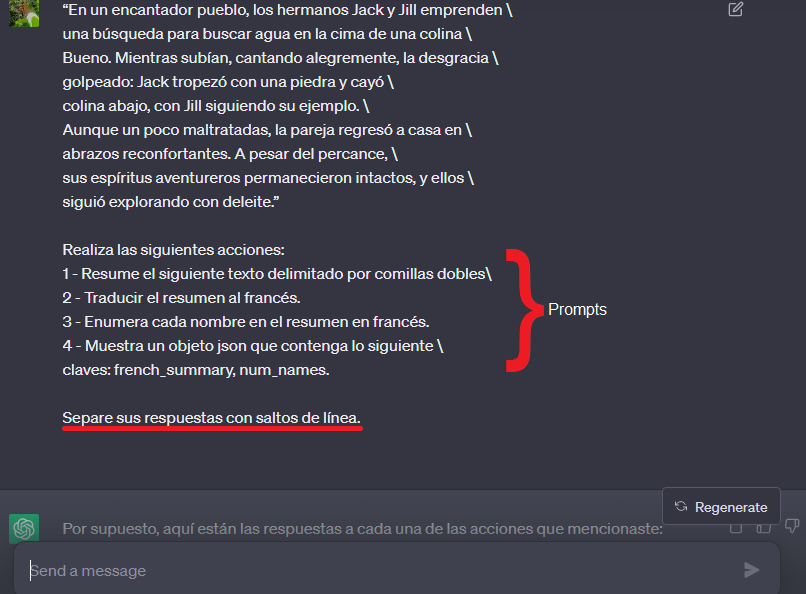 “En un encantador pueblo, los hermanos Jack y Jill emprenden \
una búsqueda para buscar agua en la cima de una colina \
Bueno. Mientras subían, cantando alegremente, la desgracia \
golpeado: Jack tropezó con una piedra y cayó \
colina abajo, con Jill siguiendo su ejemplo. \
Aunque un poco maltratadas, la pareja regresó a casa en \
abrazos reconfortantes. A pesar del percance, \
sus espíritus aventureros permanecieron intactos, y ellos \
siguió explorando con deleite.”
Realiza las siguientes acciones:
1 - Resume el siguiente texto delimitado por comillas dobles\
2 - Traducir el resumen al francés.
3 - Enumera cada nombre en el resumen en francés.
4 - Muestra un objeto json que contenga lo siguiente \
claves: french_summary, num_names.
Prompts
Separe sus respuestas con saltos de línea.
Regenerate
Por supuesto, aquí están las respuestas a cada una de las acciones que mencionaste:
Send a message